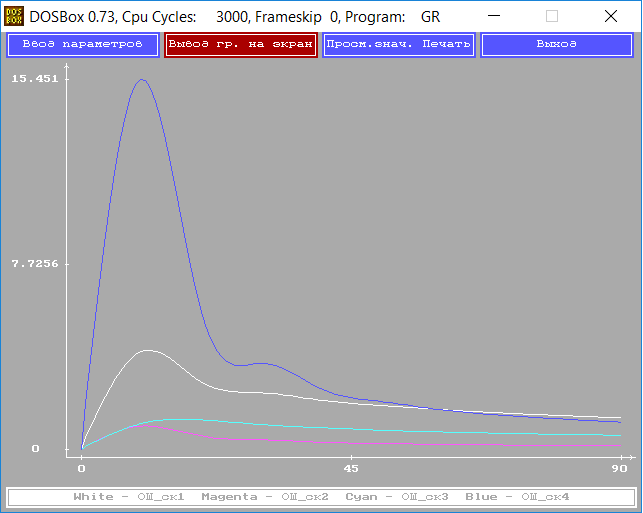 DOSBox 0.73, Cpu Cycles: 3000, Frameskip 0, Program: GR
Ввод параметров Вывод гр. на экран Просм.знач. Печать Выход
15.451
7.7256
0
0 45 90
White - ОШ_ск1 Magenta - ОШ_ск2 Cyan - ОШ_ск3 Blue - ОШ_ск4